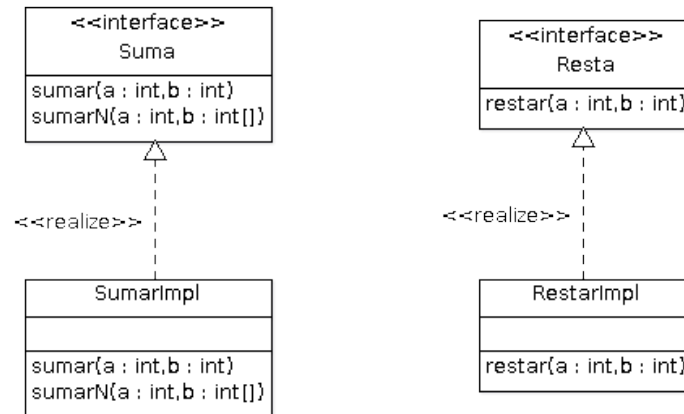 <<interface>>
Suma
sumar(a : int,b : int)
sumarN(a : int,b : int[])
<<realize>>
SumarImpl
sumar(a : int,b : int)
sumarN(a : int,b : int[])
<<interface>>
Resta
restar(a : int,b : int)
<<realize>>
RestarImpl
restar(a : int,b : int)